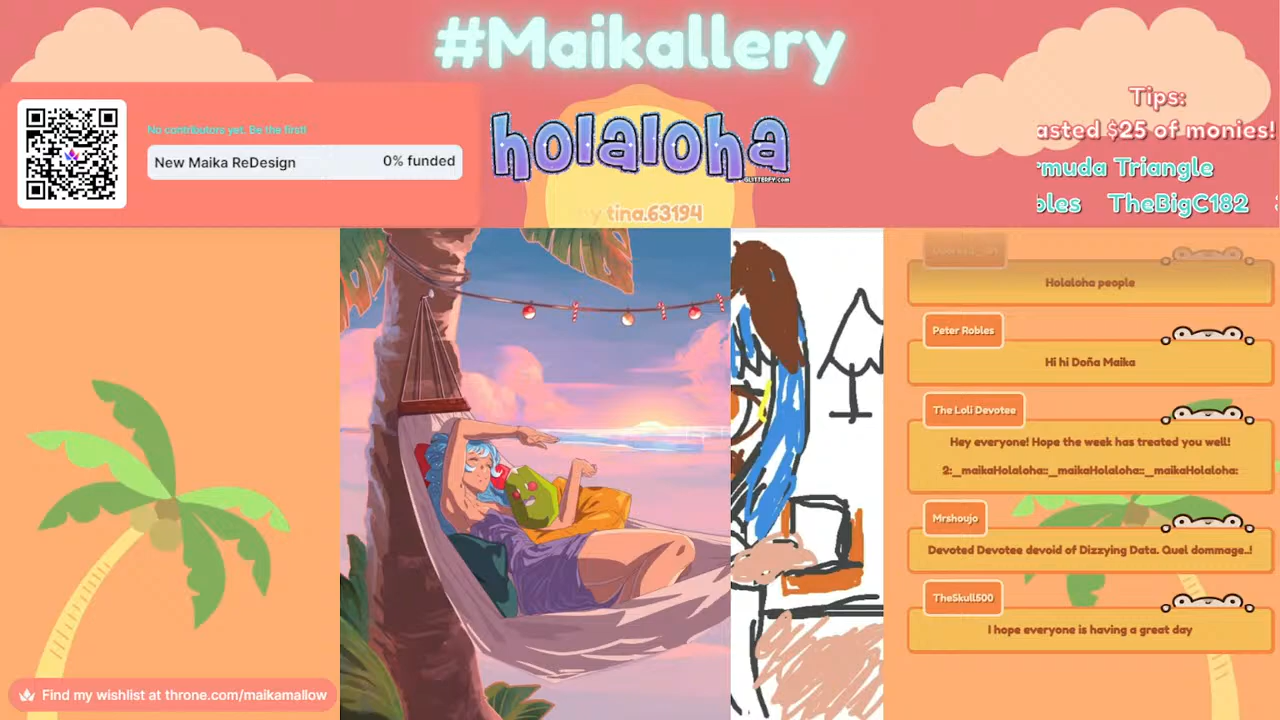 #Maikallery
No contributors yet. Be the first!
New Maika ReDesign 0% funded
holaloha
GLITTERFY.com
tina.63194
Tips:
asted $25 of monies!
rmuda Triangle
bles TheBigC182
Holaloha people
Peter Robles
Hi hi Doña Maika
The Loli Devotee
Hey everyone! Hope the week has treated you well!
2:_maikaHolaloha::_maikaHolaloha::_maikaHolaloha:
Mrshoujo
Devoted Devotee devoid of Dizzying Data. Quel dommage..!
TheSkull500
I hope everyone is having a great day
Find my wishlist at throne.com/maikamallow